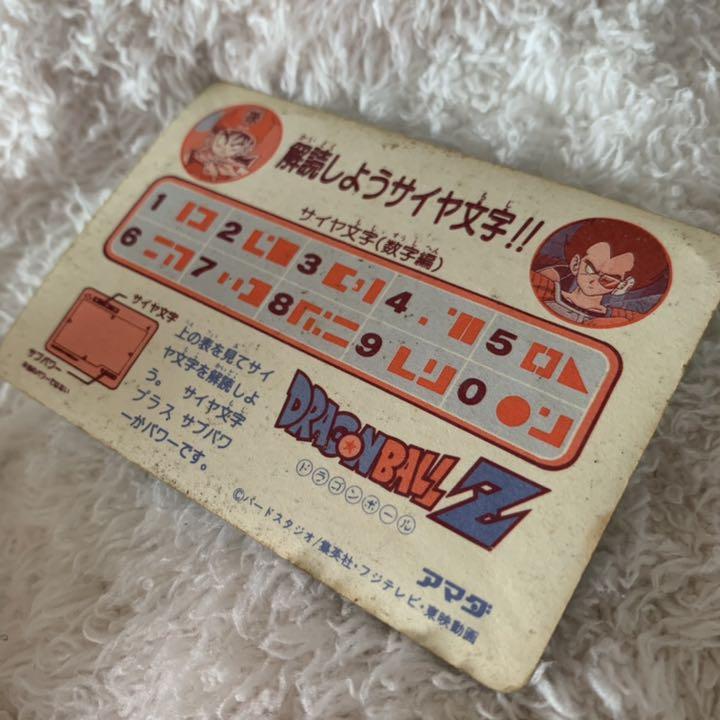 解読しようサイヤ文字!!
サイヤ文字(数字編)
1 2 3 4 5
6 7 8 9 0
サイヤ文字
サブパワー
上の表を見てサイ
ヤ文字を解読しよ
う。 サイヤ文字
プラス サブパワ
ーがパワーです。
DRAGON BALL Z
ドラゴンボール
©バードスタジオ/集英社・フジテレビ・東映動画
アマダ